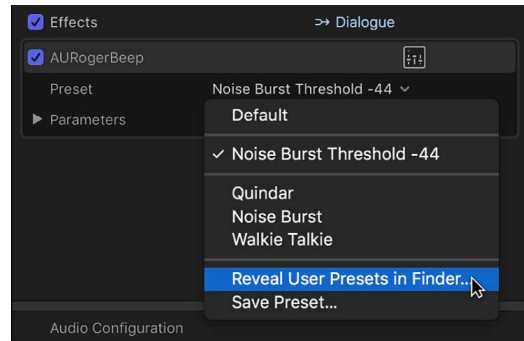 Effects
Dialogue
AURogerBeep
Preset
Noise Burst Threshold -44
Parameters
Default
Noise Burst Threshold -44
Quindar
Noise Burst
Walkie Talkie
Reveal User Presets in Finder...
Save Preset...
Audio Configuration